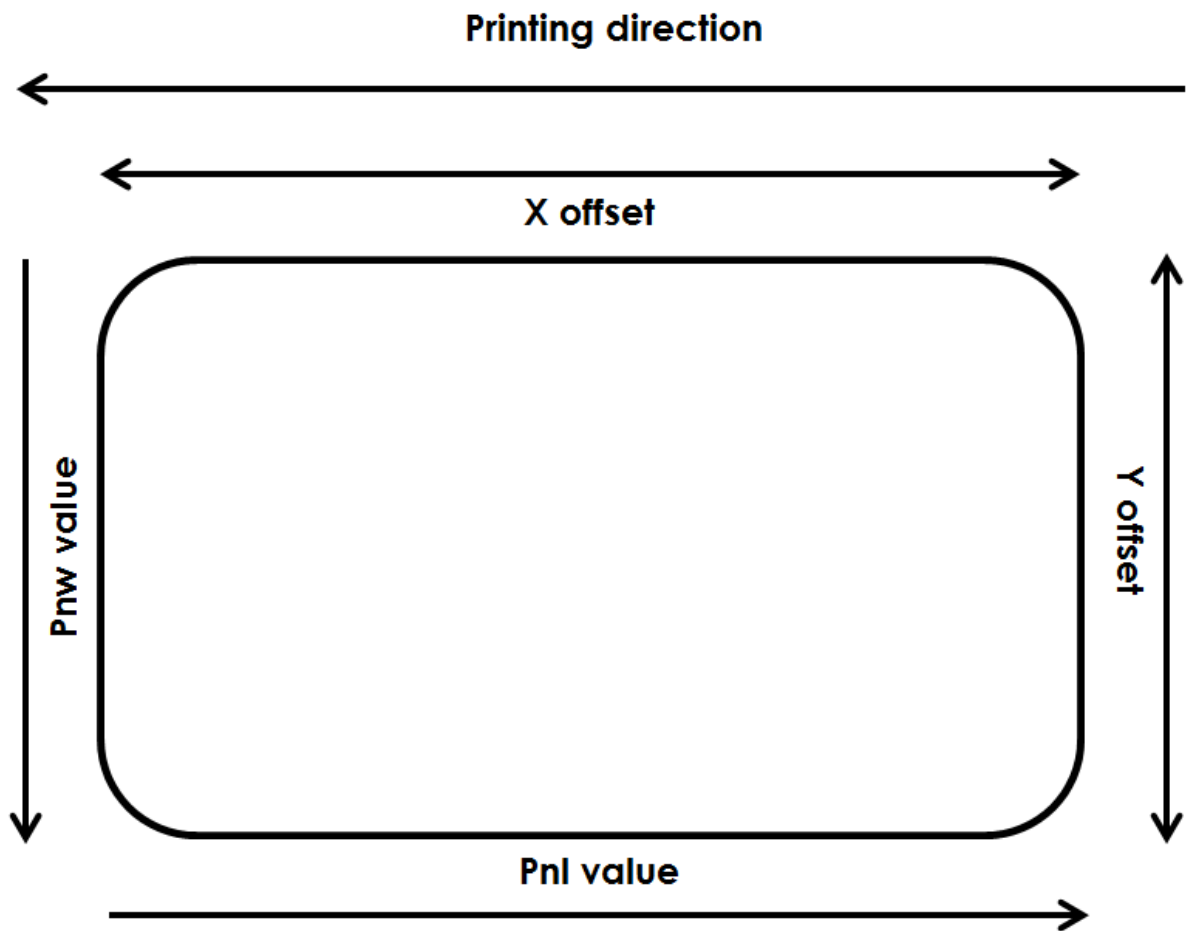 Printing direction
X offset
Pnw value
Y offset
Pnl value